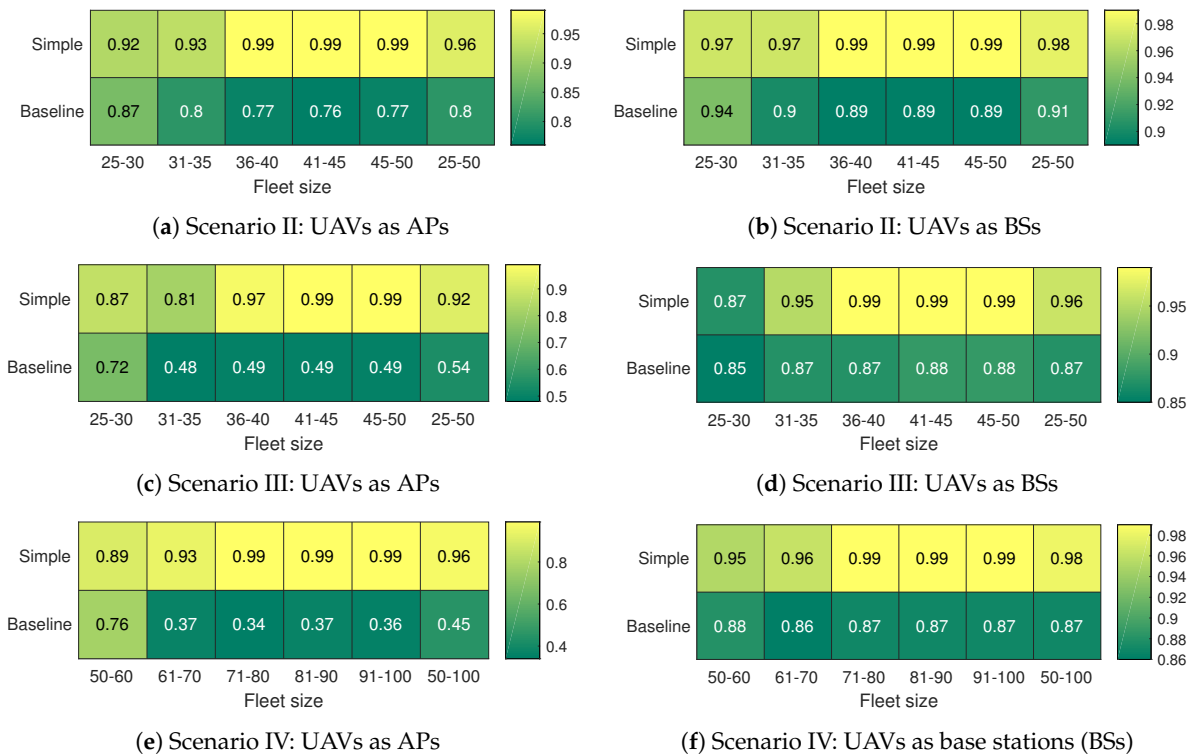 Simple 0.92 0.93 0.99 0.99 0.99 0.96
Baseline 0.87 0.8 0.77 0.76 0.77 0.8
25-30 31-35 36-40 41-45 45-50 25-50
Fleet size
0.95
0.9
0.85
0.8
(a) Scenario II: UAVs as APs
Simple 0.97 0.97 0.99 0.99 0.99 0.98
Baseline 0.94 0.9 0.89 0.89 0.89 0.91
25-30 31-35 36-40 41-45 45-50 25-50
Fleet size
0.98
0.96
0.94
0.92
0.9
(b) Scenario II: UAVs as BSs
Simple 0.87 0.81 0.97 0.99 0.99 0.92
Baseline 0.72 0.48 0.49 0.49 0.49 0.54
25-30 31-35 36-40 41-45 45-50 25-50
Fleet size
0.9
0.8
0.7
0.6
0.5
(c) Scenario III: UAVs as APs
Simple 0.87 0.95 0.99 0.99 0.99 0.96
Baseline 0.85 0.87 0.87 0.88 0.88 0.87
25-30 31-35 36-40 41-45 45-50 25-50
Fleet size
0.95
0.9
0.85
(d) Scenario III: UAVs as BSs
Simple 0.89 0.93 0.99 0.99 0.99 0.96
Baseline 0.76 0.37 0.34 0.37 0.36 0.45
50-60 61-70 71-80 81-90 91-100 50-100
Fleet size
0.8
0.6
0.4
(e) Scenario IV: UAVs as APs
Simple 0.95 0.96 0.99 0.99 0.99 0.98
Baseline 0.88 0.86 0.87 0.87 0.87 0.87
50-60 61-70 71-80 81-90 91-100 50-100
Fleet size
0.98
0.96
0.94
0.92
0.9
0.88
0.86
(f) Scenario IV: UAVs as base stations (BSs)